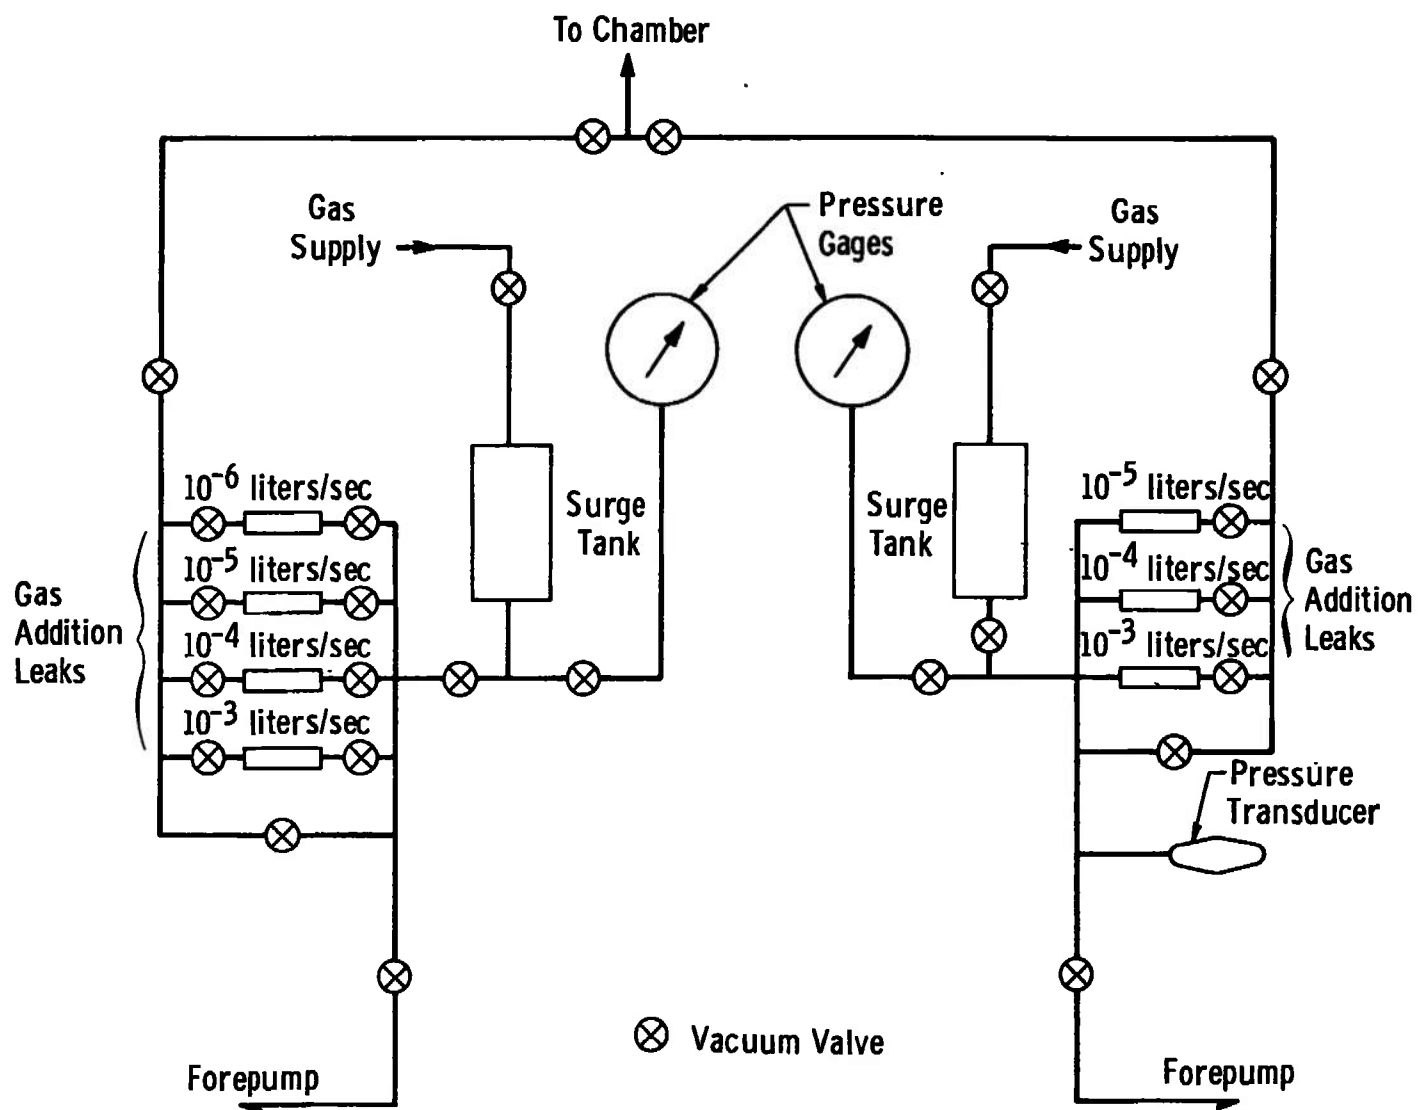 To Chamber
Gas
Supply
Pressure
Gages
Gas
Supply
10⁻⁶ liters/sec
10⁻⁵ liters/sec
10⁻⁴ liters/sec
10⁻³ liters/sec
Gas
Addition
Leaks
Surge
Tank
Surge
Tank
10⁻⁵ liters/sec
10⁻⁴ liters/sec
10⁻³ liters/sec
Gas
Addition
Leaks
Pressure
Transducer
Vacuum Valve
Forepump
Forepump